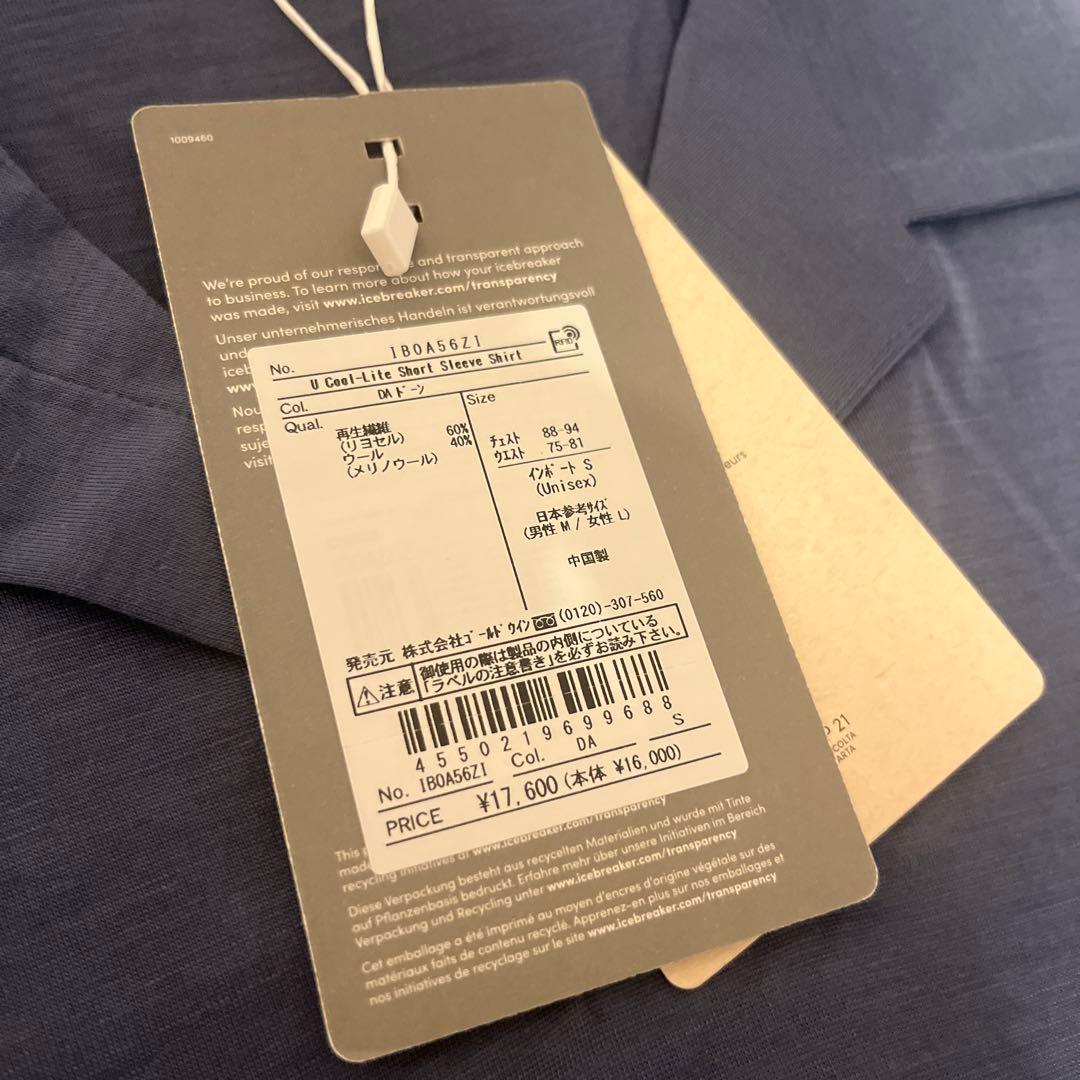 1009460
We're proud of our and transparent approach
to business. To learn more about how your icebreaker
was made, visit www.icebreaker.com/transparency
Unser unternehmerisches Handeln ist verantwortungsvoll
und
No. IB0A56ZI
RFID
U Cool-Lite Short Sleeve Shirt
Col. DAドーン
Qual.
再生繊維 60%
(リヨセル)
ウール 40%
(メリノウール)
Size
チェスト 88-94
ウエスト 75-81
インポート S
(Unisex)
日本参考サイズ
(男性 M / 女性 L)
中国製
発売元 株式会社ゴールドウイン (0120)-307-560
注意
御使用の際は製品の内側についている
「ラベルの注意書き」を必ずお読み下さい。
4550219699688
No. IB0A56ZI Col. DA S
PRICE ¥17,600 (本体 ¥16,000)
This
recycling initiatives at www.icebreaker.com/transparency
Diese Verpackung besteht aus recycelten Materialien und wurde mit Tinte
auf Pflanzenbasis bedruckt. Erfahre mehr über unsere Initiativen im Bereich
Verpackung und Recycling unter www.icebreaker.com/transparency
Cet emballage a été imprimé au moyen d'encres d'origine végétale sur des
matériaux faits de contenu recyclé. Apprenez-en plus sur nos emballages et
nos initiatives de recyclage sur le site www.icebreaker.com/transparency
21